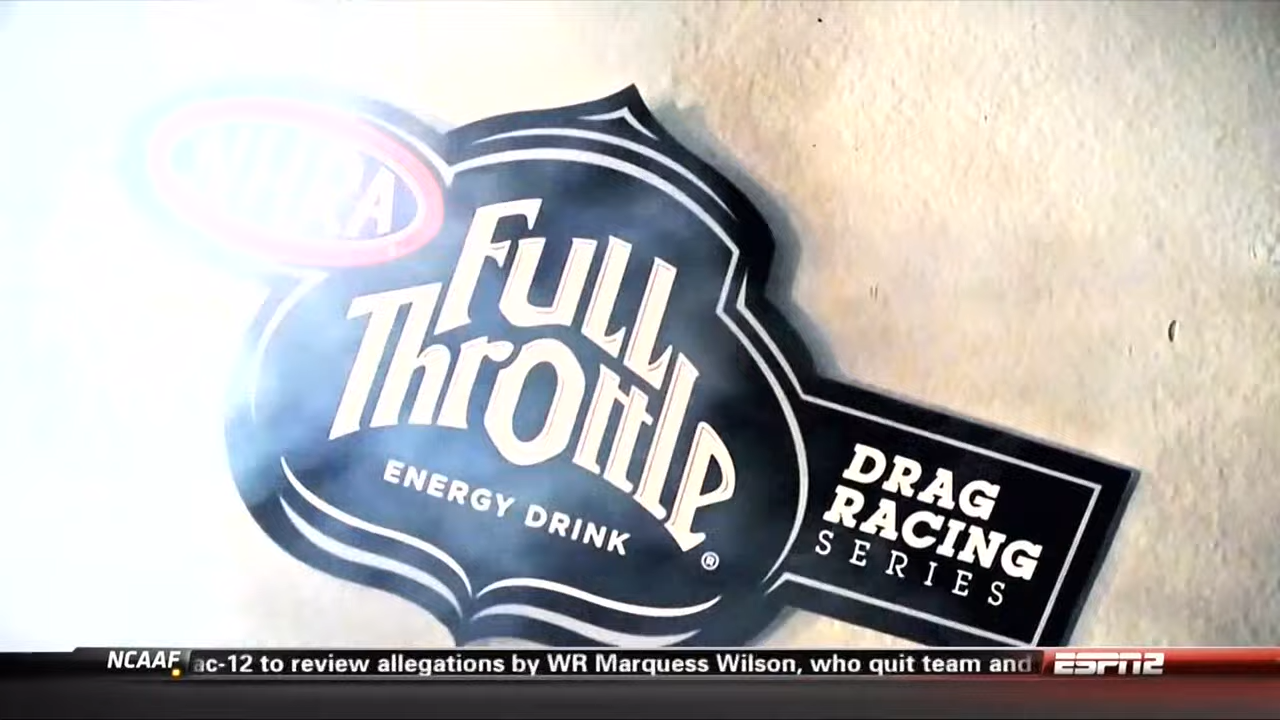 NHRA
FULL
ThrOttle
®
ENERGY DRINK
DRAG
RACING
SERIES
NCAAF
ac-12 to review allegations by WR Marquess Wilson, who quit team and
ESPN2